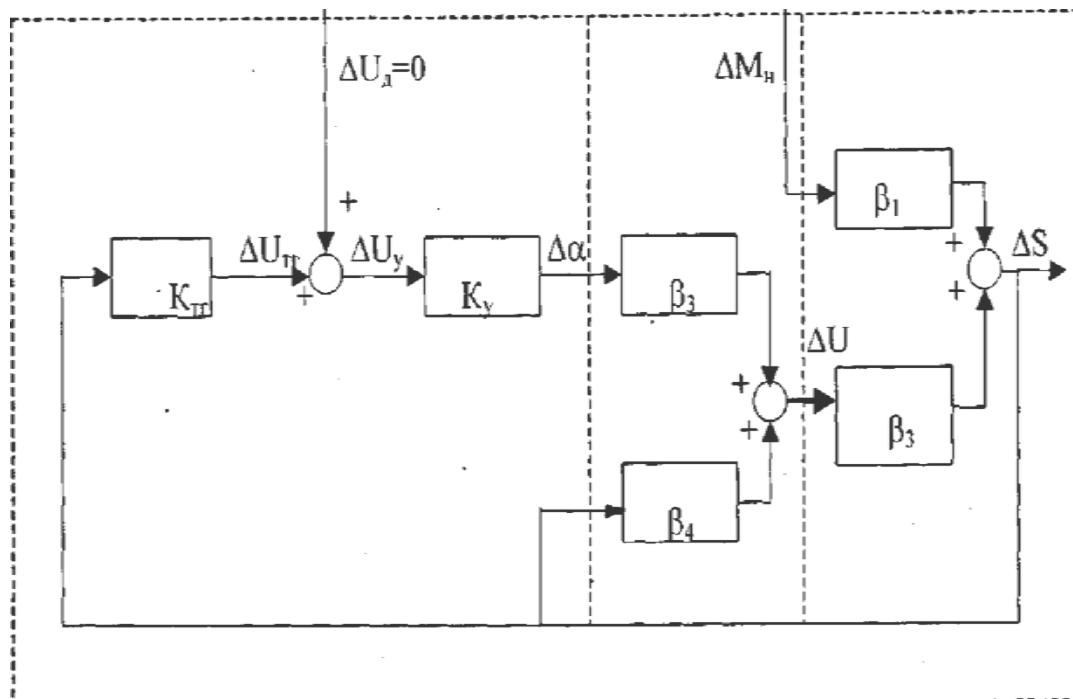 ΔUд=0
ΔMн
β1
+
+
ΔS
+
ΔUтг
ΔUу
Δα
+
Kтг
Kу
β3
+
ΔU
+
β3
β4